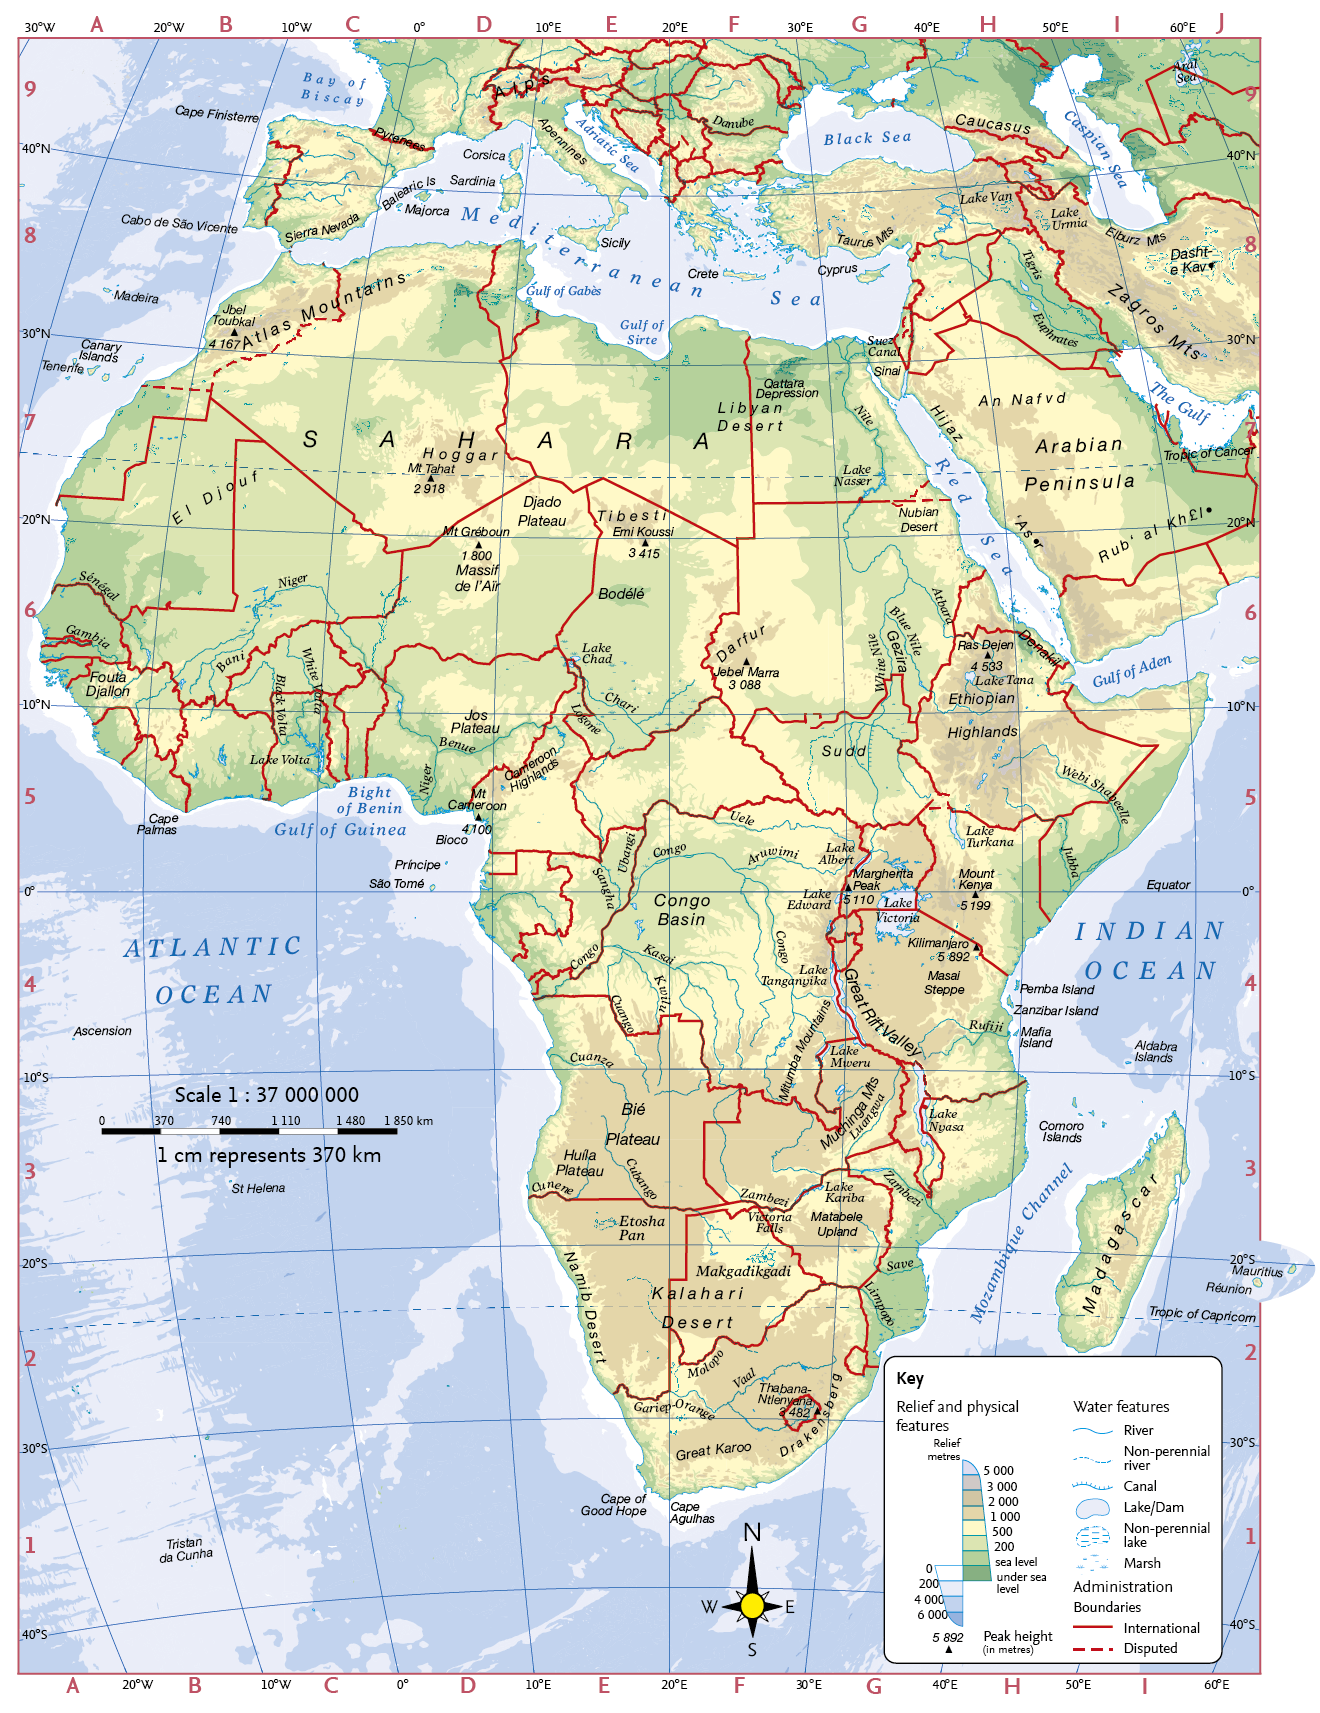 30°W A 20°W B 10°W C 0° D 10°E E 20°E F 30°E G 40°E H 50°E I 60°E J
9
9
Bay of
Biscay
Alps
Aral
Sea
Cape Finisterre
Pyrenees
Apennines
Adriatic Sea
Danube
Black Sea
Caucasus
Caspian Sea
40°N
40°N
Corsica
Balearic Is
Sardinia
Majorca
Lake Van
Lake
Urmia
Cabo de São Vicente
Sierra Nevada
Mediterranean Sea
Sicily
Taurus Mts
Elburz Mts
8
8
Dasht-
e Kav
Crete
Cyprus
Tigris
Madeira
Atlas Mountains
Gulf of Gabès
Zagros Mts
Jbel
Toubkal
4 167
Gulf of
Sirte
Euphrates
30°N
30°N
Suez
Canal
Canary
Islands
Tenerife
Sinai
Qattara
Depression
The Gulf
An Nafvd
Libyan
Desert
Nile
Hijaz
7
7
SAHARA
Arabian
Peninsula
Tropic of Cancer
Hoggar
Mt Tahat
2 918
Lake
Nasser
Red Sea
El Djouf
Djado
Plateau
Tibesti
Emi Koussi
3 415
Nubian
Desert
'As r
Rub' al Kh£l
20°N
20°N
Mt Gréboun
1 800
Massif
de l'Aïr
Sénégal
Niger
Bodélé
Atbara
6
6
Gambia
Blue Nile
White Nile
Gezira
Darfur
Denakil
Ras Dejen
4 533
Lake Tana
Bani
White Volta
Lake
Chad
Jebel Marra
3 088
Gulf of Aden
Fouta
Djallon
Black Volta
Chari
Logone
Ethiopian
Highlands
10°N
10°N
Jos
Plateau
Benue
Sudd
Lake Volta
Niger
Cameroon
Highlands
Webi Shabeelle
5
5
Bight
of Benin
Gulf of Guinea
Mt
Cameroon
4 100
Cape
Palmas
Bioco
Uele
Lake
Turkana
Ubangi
Congo
Aruwimi
Lake
Albert
Jubba
Príncipe
São Tomé
Sangha
Margherita
Peak
5 110
Mount
Kenya
5 199
0°
Equator
0°
Congo
Basin
Lake
Edward
Lake
Victoria
ATLANTIC
OCEAN
INDIAN
OCEAN
Congo
Kasai
Congo
Kilimanjaro
5 892
Kwilu
Lake
Tanganyika
Masai
Steppe
4
4
Pemba Island
Zanzibar Island
Cuango
Great Rift Valley
Ascension
Rufiji
Mafia
Island
Mitumba Mountains
Cuanza
Lake
Mweru
Aldabra
Islands
10°S
10°S
Scale 1 : 37 000 000
0 370 740 1 110 1 480 1 850 km
1 cm represents 370 km
Bié
Plateau
Muchinga Mts
Luangwa
Lake
Nyasa
Comoro
Islands
Huíla
Plateau
3
3
Cunene
Cubango
St Helena
Zambezi
Lake
Kariba
Zambezi
Mozambique Channel
Madagascar
Etosha
Pan
Victoria
Falls
Matabele
Upland
20°S
20°S
Namib Desert
Makgadikgadi
Save
Mauritius
Réunion
Kalahari
Desert
Limpopo
Tropic of Capricorn
2
2
Molopo
Vaal
Thabana-
Ntlenyana
3 482
Gariep-Orange
Drakensberg
Great Karoo
30°S
30°S
Cape of
Good Hope
Cape
Agulhas
1
1
Tristan
da Cunha
N
W E
S
40°S
40°S
Key
Relief and physical
features
Relief
metres
5 000
3 000
2 000
1 000
500
200
sea level
under sea
level
0
200
4 000
6 000
5 892
Peak height
(in metres)
Water features
River
Non-perennial
river
Canal
Lake/Dam
Non-perennial
lake
Marsh
Administration
Boundaries
International
Disputed
A 20°W B 10°W C 0° D 10°E E 20°E F 30°E G 40°E H 50°E I 60°E